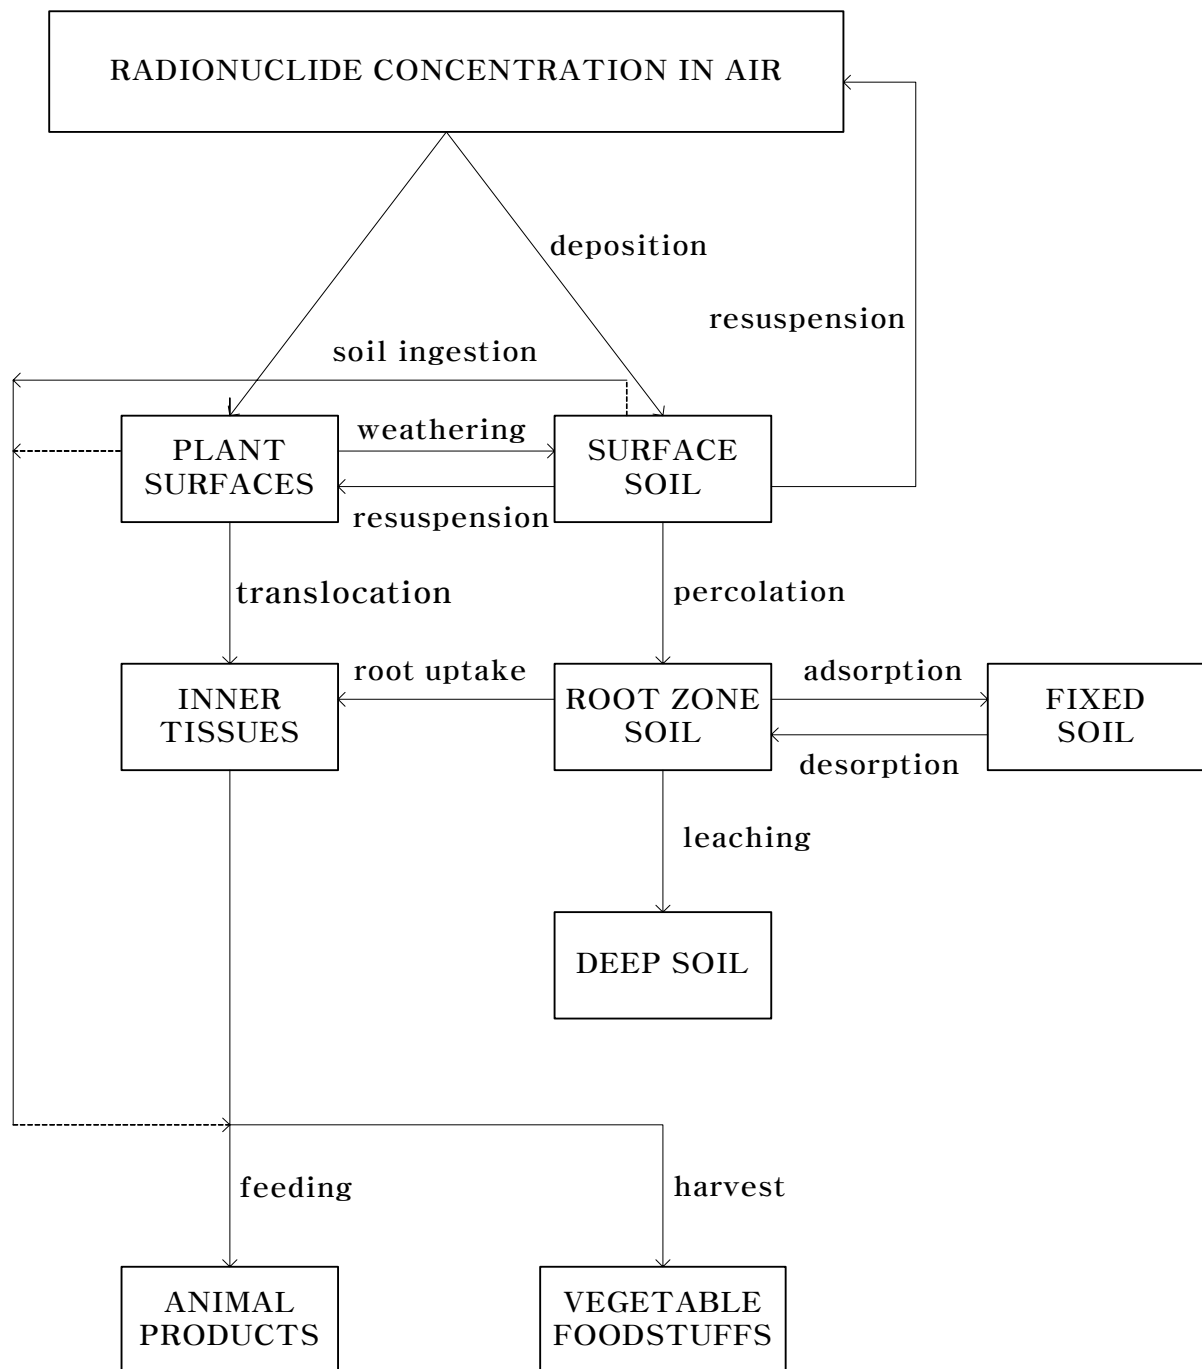 RADIONUCLIDE CONCENTRATION IN AIR
deposition
resuspension
soil ingestion
PLANT
SURFACES
weathering
resuspension
SURFACE
SOIL
translocation
percolation
INNER
TISSUES
root uptake
ROOT ZONE
SOIL
adsorption
desorption
FIXED
SOIL
leaching
DEEP SOIL
feeding
harvest
ANIMAL
PRODUCTS
VEGETABLE
FOODSTUFFS